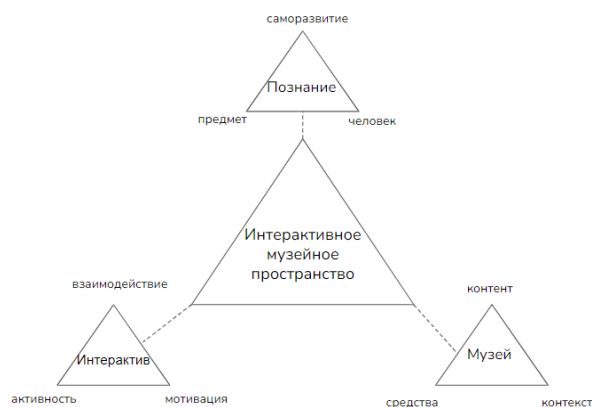 саморазвитие
Познание
предмет
человек
Интерактивное
музейное
пространство
взаимодействие
Интерактив
активность
мотивация
контент
Музей
средства
контекст